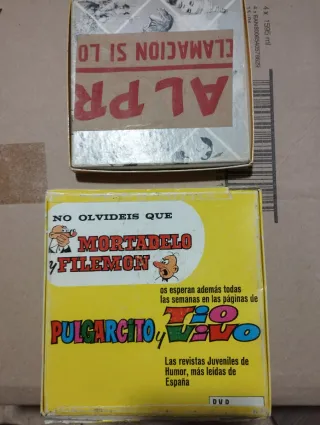 AL PR
CLAMACION SI LO
NO OLVIDEIS QUE
MORTADELO
y FILEMON
os esperan además todas
las semanas en las páginas de
PULGARCITO y TIO VIVO
Las revistas Juveniles de
Humor, más leídas de
España
DVD